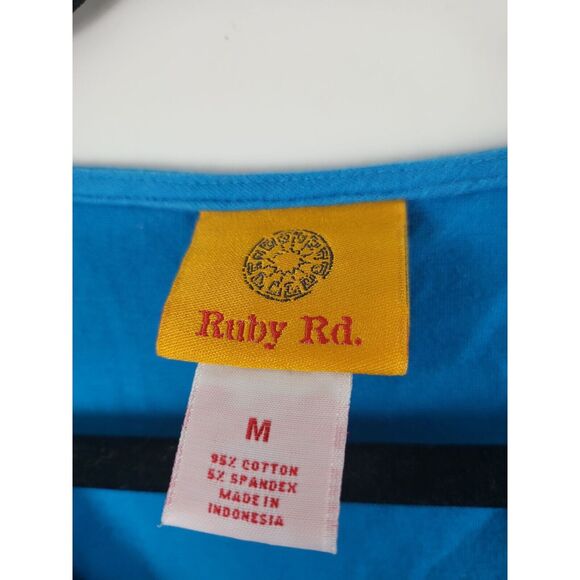 Ruby Rd.
M
95% COTTON
5% SPANDEX
MADE IN
INDONESIA